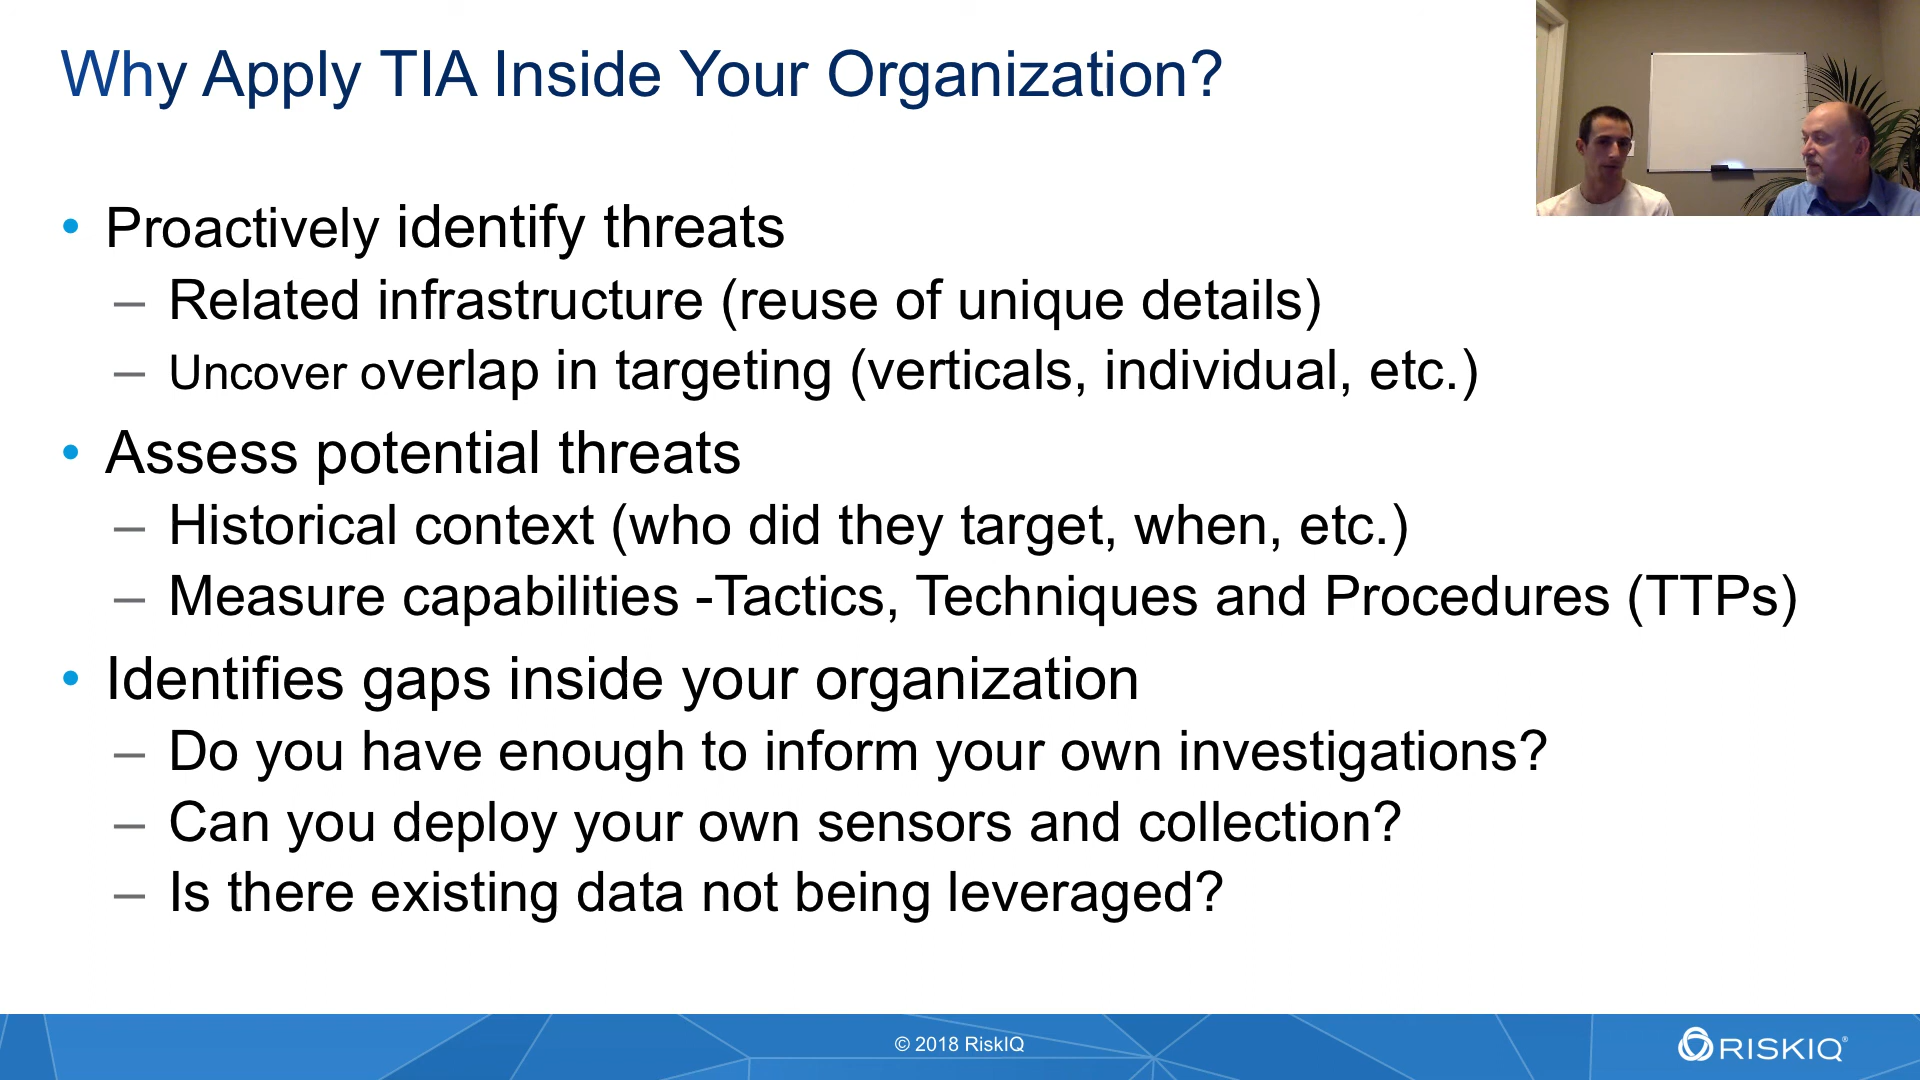 Why Apply TIA Inside Your Organization?
• Proactively identify threats
– Related infrastructure (reuse of unique details)
– Uncover overlap in targeting (verticals, individual, etc.)
• Assess potential threats
– Historical context (who did they target, when, etc.)
– Measure capabilities -Tactics, Techniques and Procedures (TTPs)
• Identifies gaps inside your organization
– Do you have enough to inform your own investigations?
– Can you deploy your own sensors and collection?
– Is there existing data not being leveraged?
© 2018 RiskIQ
RISKIQ®